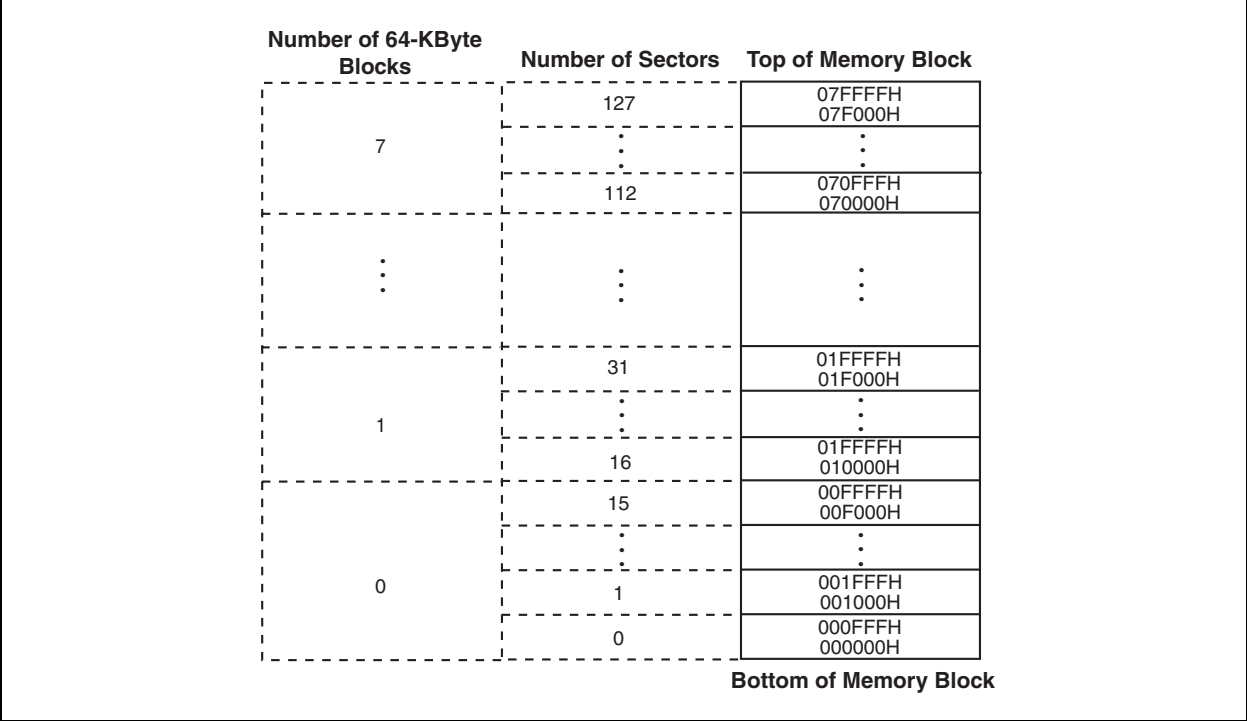 Number of 64-KByte
Blocks
Number of Sectors
Top of Memory Block
7
127
07FFFFH
07F000H
112
070FFFH
070000H
1
31
01FFFFH
01F000H
16
01FFFFH
010000H
0
15
00FFFFH
00F000H
1
001FFFH
001000H
0
000FFFH
000000H
Bottom of Memory Block